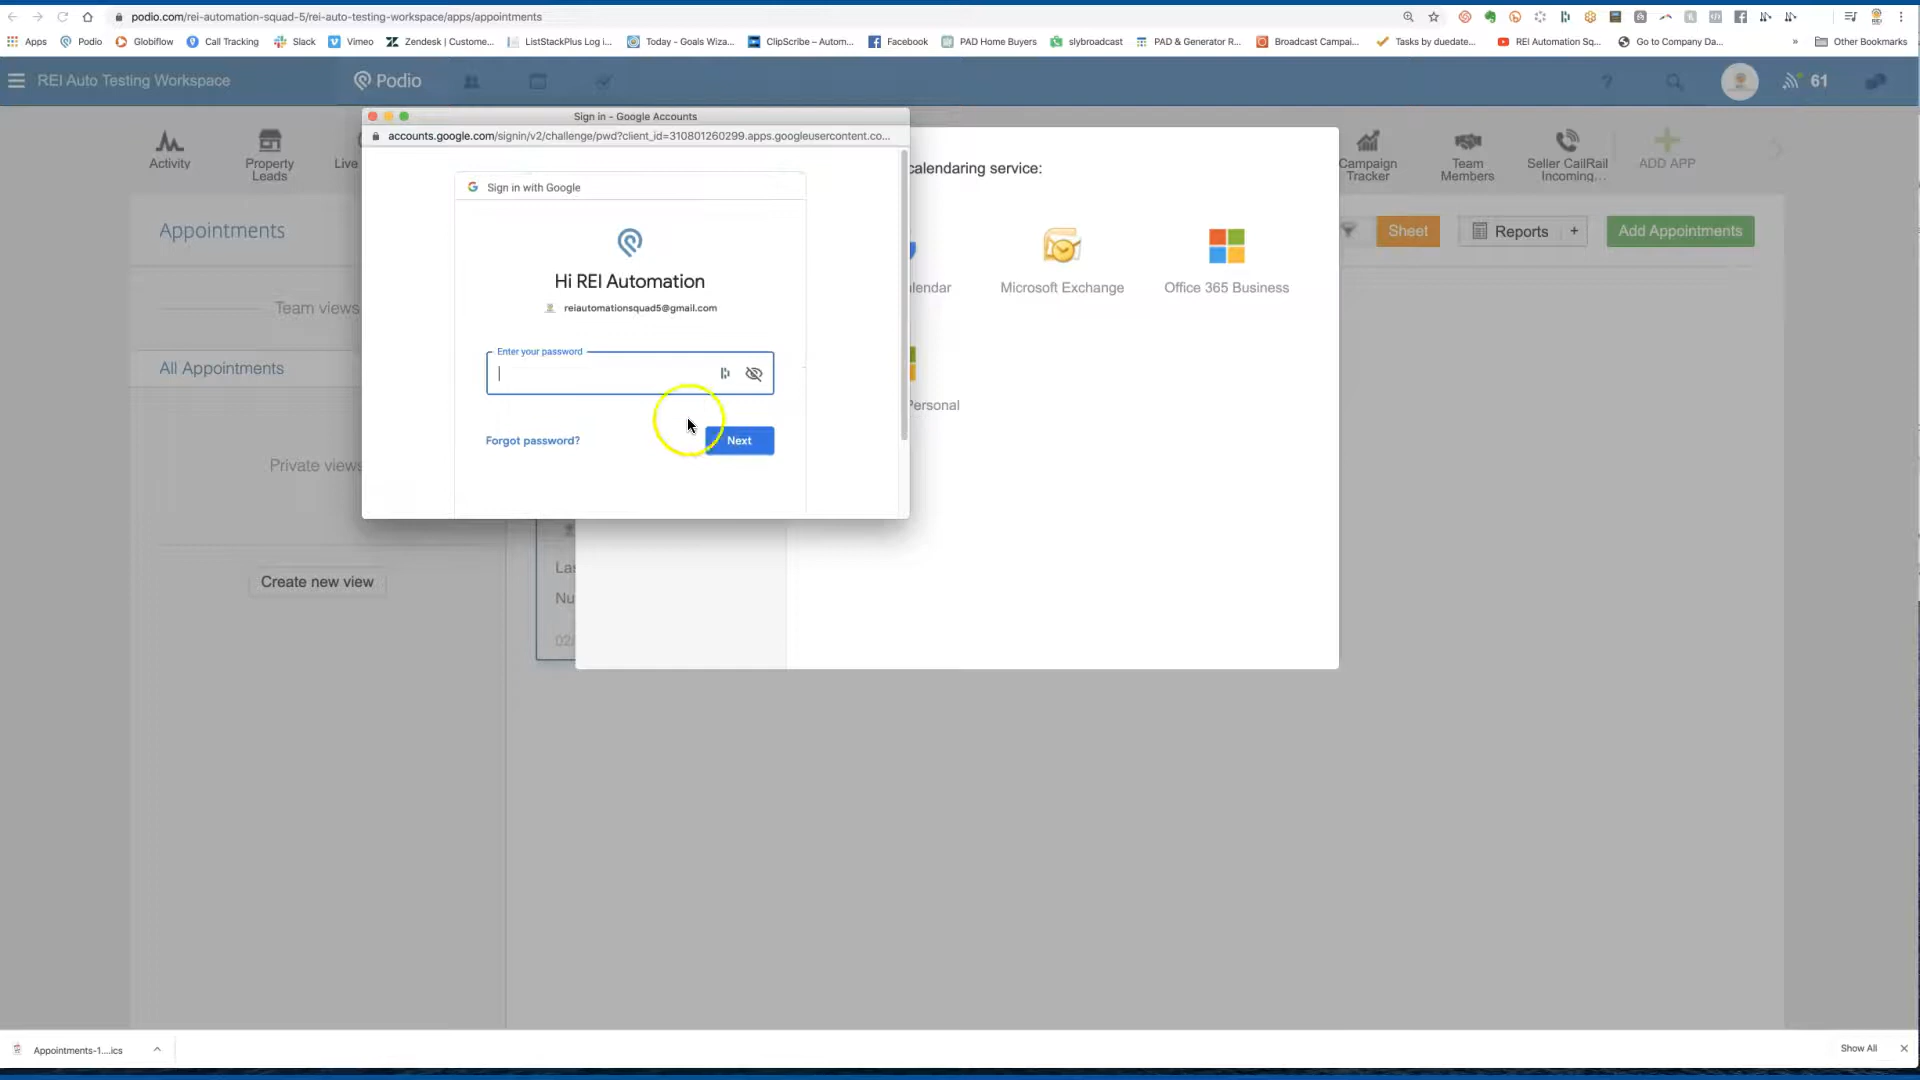 podio.com/rei-automation-squad-5/rei-auto-testing-workspace/apps/appointments
Apps
Podio
Globiflow
Call Tracking
Slack
Vimeo
Zendesk | Custome...
ListStackPlus Log i...
Today - Goals Wiza...
ClipScribe – Autom...
Facebook
PAD Home Buyers
slybroadcast
PAD & Generator R...
Broadcast Campai...
Tasks by duedate...
REI Automation Sq...
Go to Company Da...
»
Other Bookmarks
REI Auto Testing Workspace
Podio
?
61
Sign in - Google Accounts
accounts.google.com/signin/v2/challenge/pwd?client_id=310801260299.apps.googleusercontent.co...
Activity
Property
Leads
Live
Campaign
Tracker
Team
Members
Seller CallRail
Incoming...
ADD APP
Sign in with Google
Hi REI Automation
reiautomationsquad5@gmail.com
Enter your password
Forgot password?
Next
calendaring service:
lendar
Microsoft Exchange
Office 365 Business
Personal
Appointments
Sheet
Reports +
Add Appointments
Team views
All Appointments
Private views
Create new view
Las
Nu
02/
Appointments-1....ics
Show All